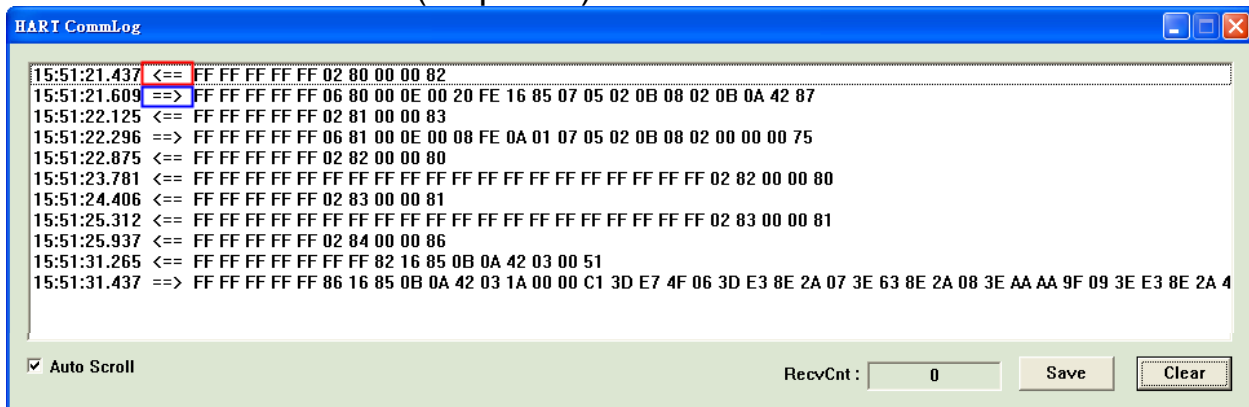 HART CommLog
15:51:21.437 <== FF FF FF FF FF 02 80 00 00 82
15:51:21.609 ==> FF FF FF FF FF 06 80 00 0E 00 20 FE 16 85 07 05 02 0B 08 02 0B 0A 42 87
15:51:22.125 <== FF FF FF FF FF 02 81 00 00 83
15:51:22.296 ==> FF FF FF FF FF 06 81 00 0E 00 08 FE 0A 01 07 05 02 0B 08 02 00 00 00 75
15:51:22.875 <== FF FF FF FF FF 02 82 00 00 80
15:51:23.781 <== FF FF FF FF FF FF FF FF FF FF FF FF FF FF FF FF FF FF FF FF 02 82 00 00 80
15:51:24.406 <== FF FF FF FF FF 02 83 00 00 81
15:51:25.312 <== FF FF FF FF FF FF FF FF FF FF FF FF FF FF FF FF FF FF FF FF 02 83 00 00 81
15:51:25.937 <== FF FF FF FF FF 02 84 00 00 86
15:51:31.265 <== FF FF FF FF FF FF FF 82 16 85 0B 0A 42 03 00 51
15:51:31.437 ==> FF FF FF FF FF 86 16 85 0B 0A 42 03 1A 00 00 C1 3D E7 4F 06 3D E3 8E 2A 07 3E 63 8E 2A 08 3E AA AA 9F 09 3E E3 8E 2A 4
Auto Scroll
RecvCnt : 0 Save Clear